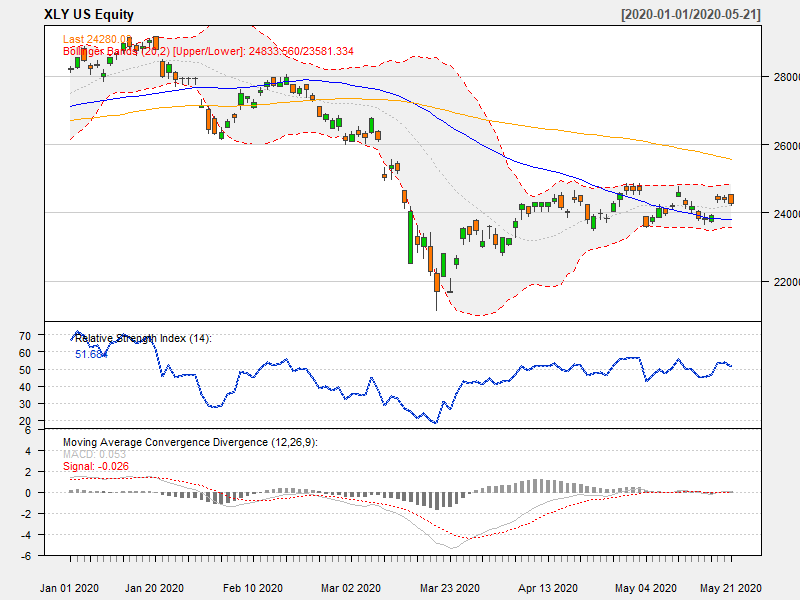 XLY US Equity [2020-01-01/2020-05-21]
Last 24280.00
Bollinger Bands (20,2) [Upper/Lower]: 24833.560/23581.334
28000
26000
24000
22000
Relative Strength Index (14):
51.684
70
60
50
40
30
20
Moving Average Convergence Divergence (12,26,9):
MACD: 0.053
Signal: -0.026
6
4
2
0
-2
-4
-6
Jan 01 2020 Jan 20 2020 Feb 10 2020 Mar 02 2020 Mar 23 2020 Apr 13 2020 May 04 2020 May 21 2020